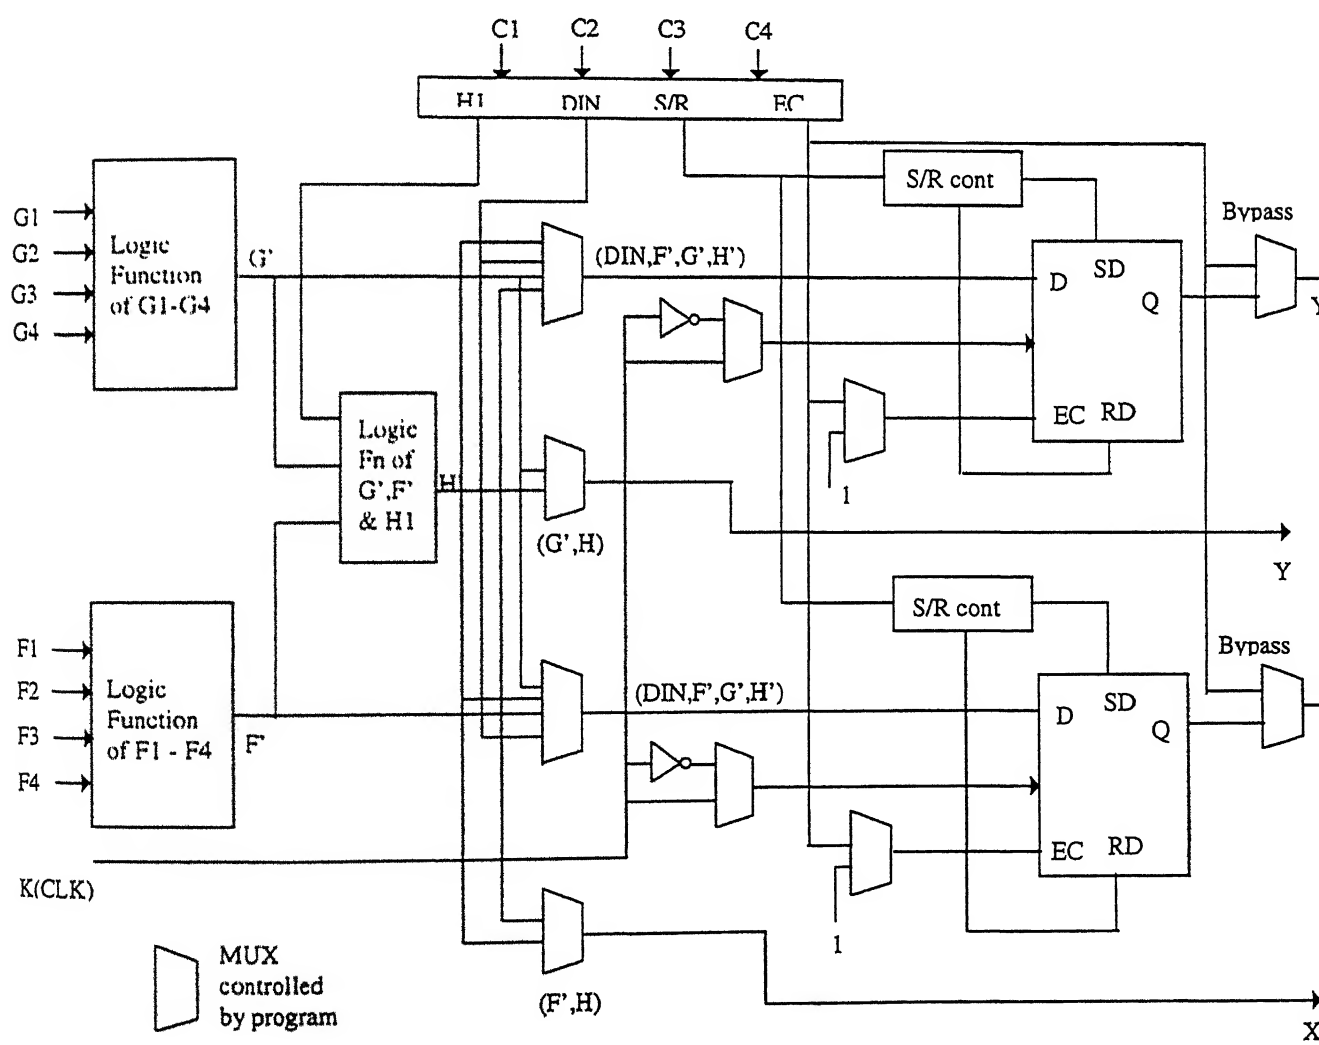 C1 C2 C3 C4
H1 DIN S/R EC
S/R cont
Bypass
G1
G2
G3
G4
Logic
Function
of G1-G4
G'
(DIN,F',G',H')
D SD
Q
EC RD
Y
1
Logic
Fn of
G',F'
& H1
H
(G',H)
Y
S/R cont
Bypass
F1
F2
F3
F4
Logic
Function
of F1 - F4
F'
(DIN,F',G',H')
D SD
Q
EC RD
1
K(CLK)
MUX
controlled
by program
(F',H)
X